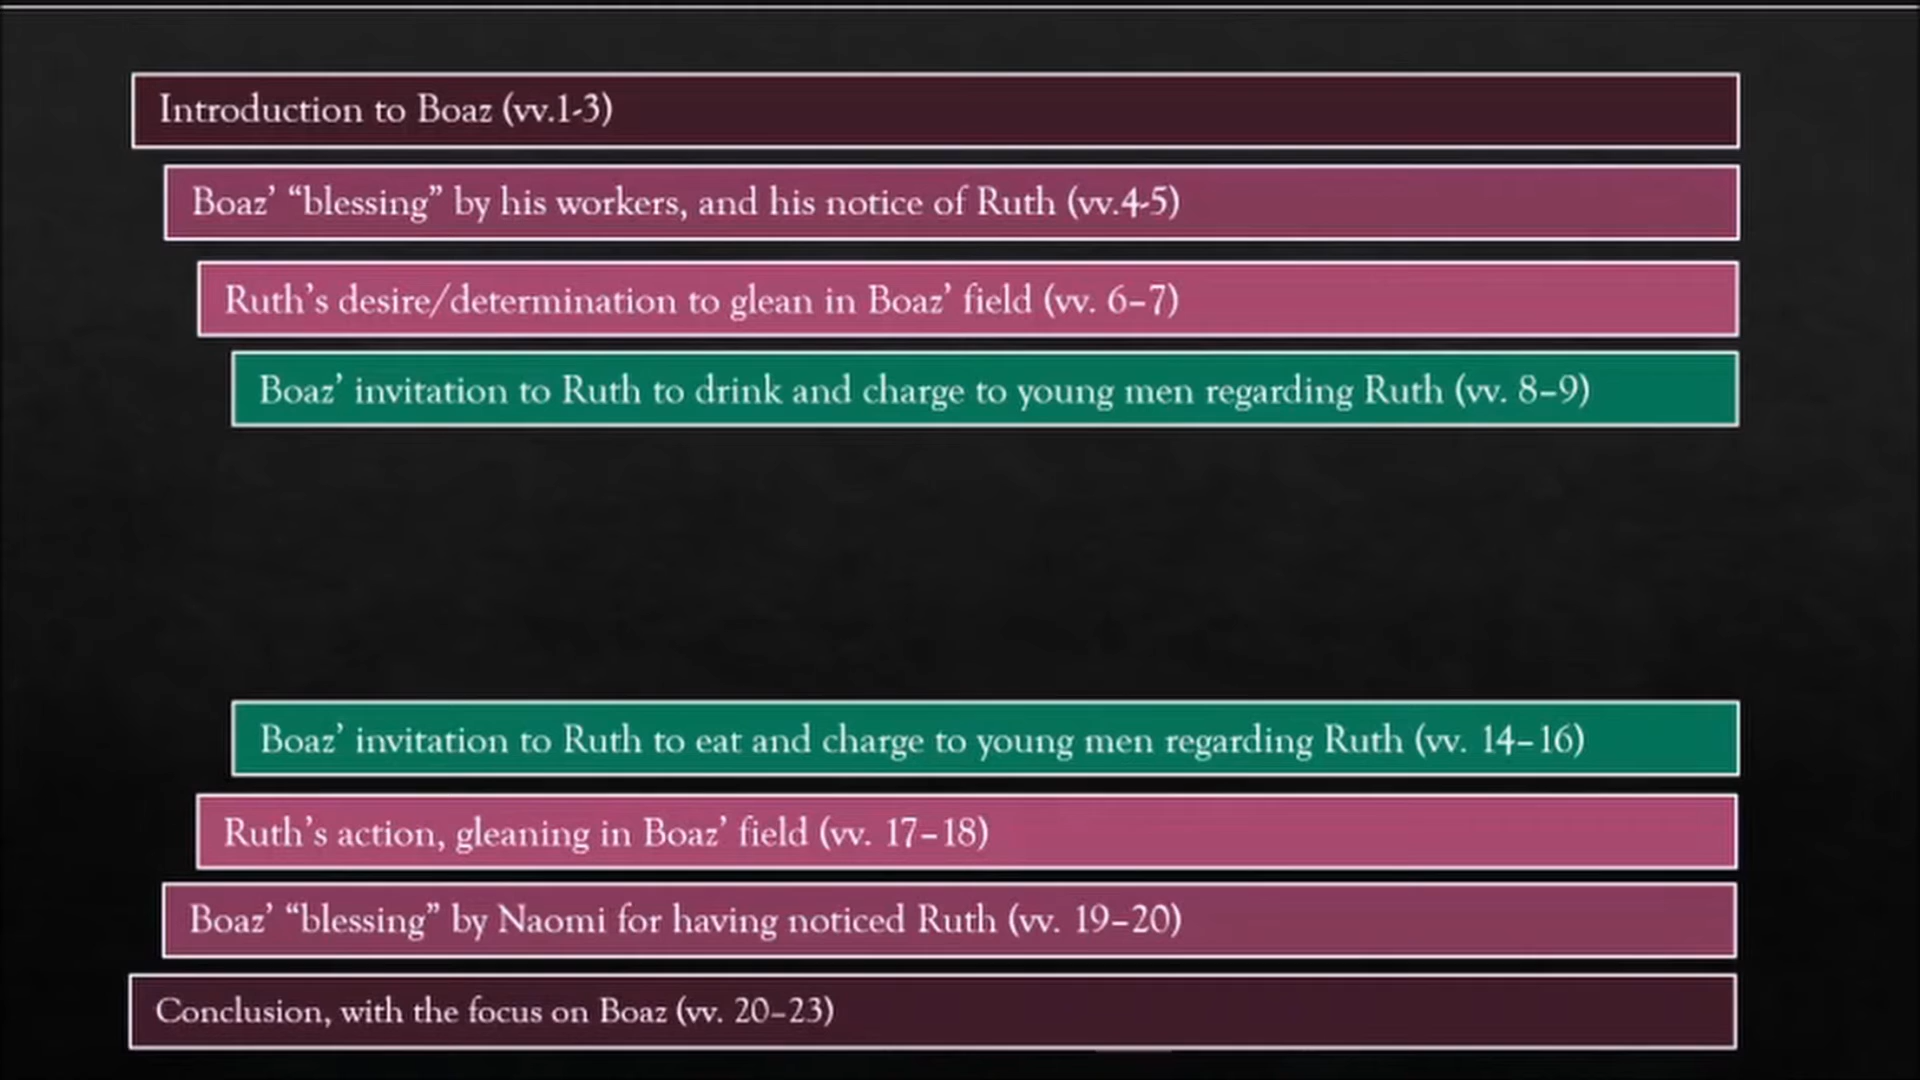 Introduction to Boaz (vv.1-3)
Boaz’ “blessing” by his workers, and his notice of Ruth (vv.4-5)
Ruth’s desire/determination to glean in Boaz’ field (vv. 6–7)
Boaz’ invitation to Ruth to drink and charge to young men regarding Ruth (vv. 8–9)
Boaz’ invitation to Ruth to eat and charge to young men regarding Ruth (vv. 14–16)
Ruth’s action, gleaning in Boaz’ field (vv. 17–18)
Boaz’ “blessing” by Naomi for having noticed Ruth (vv. 19–20)
Conclusion, with the focus on Boaz (vv. 20–23)